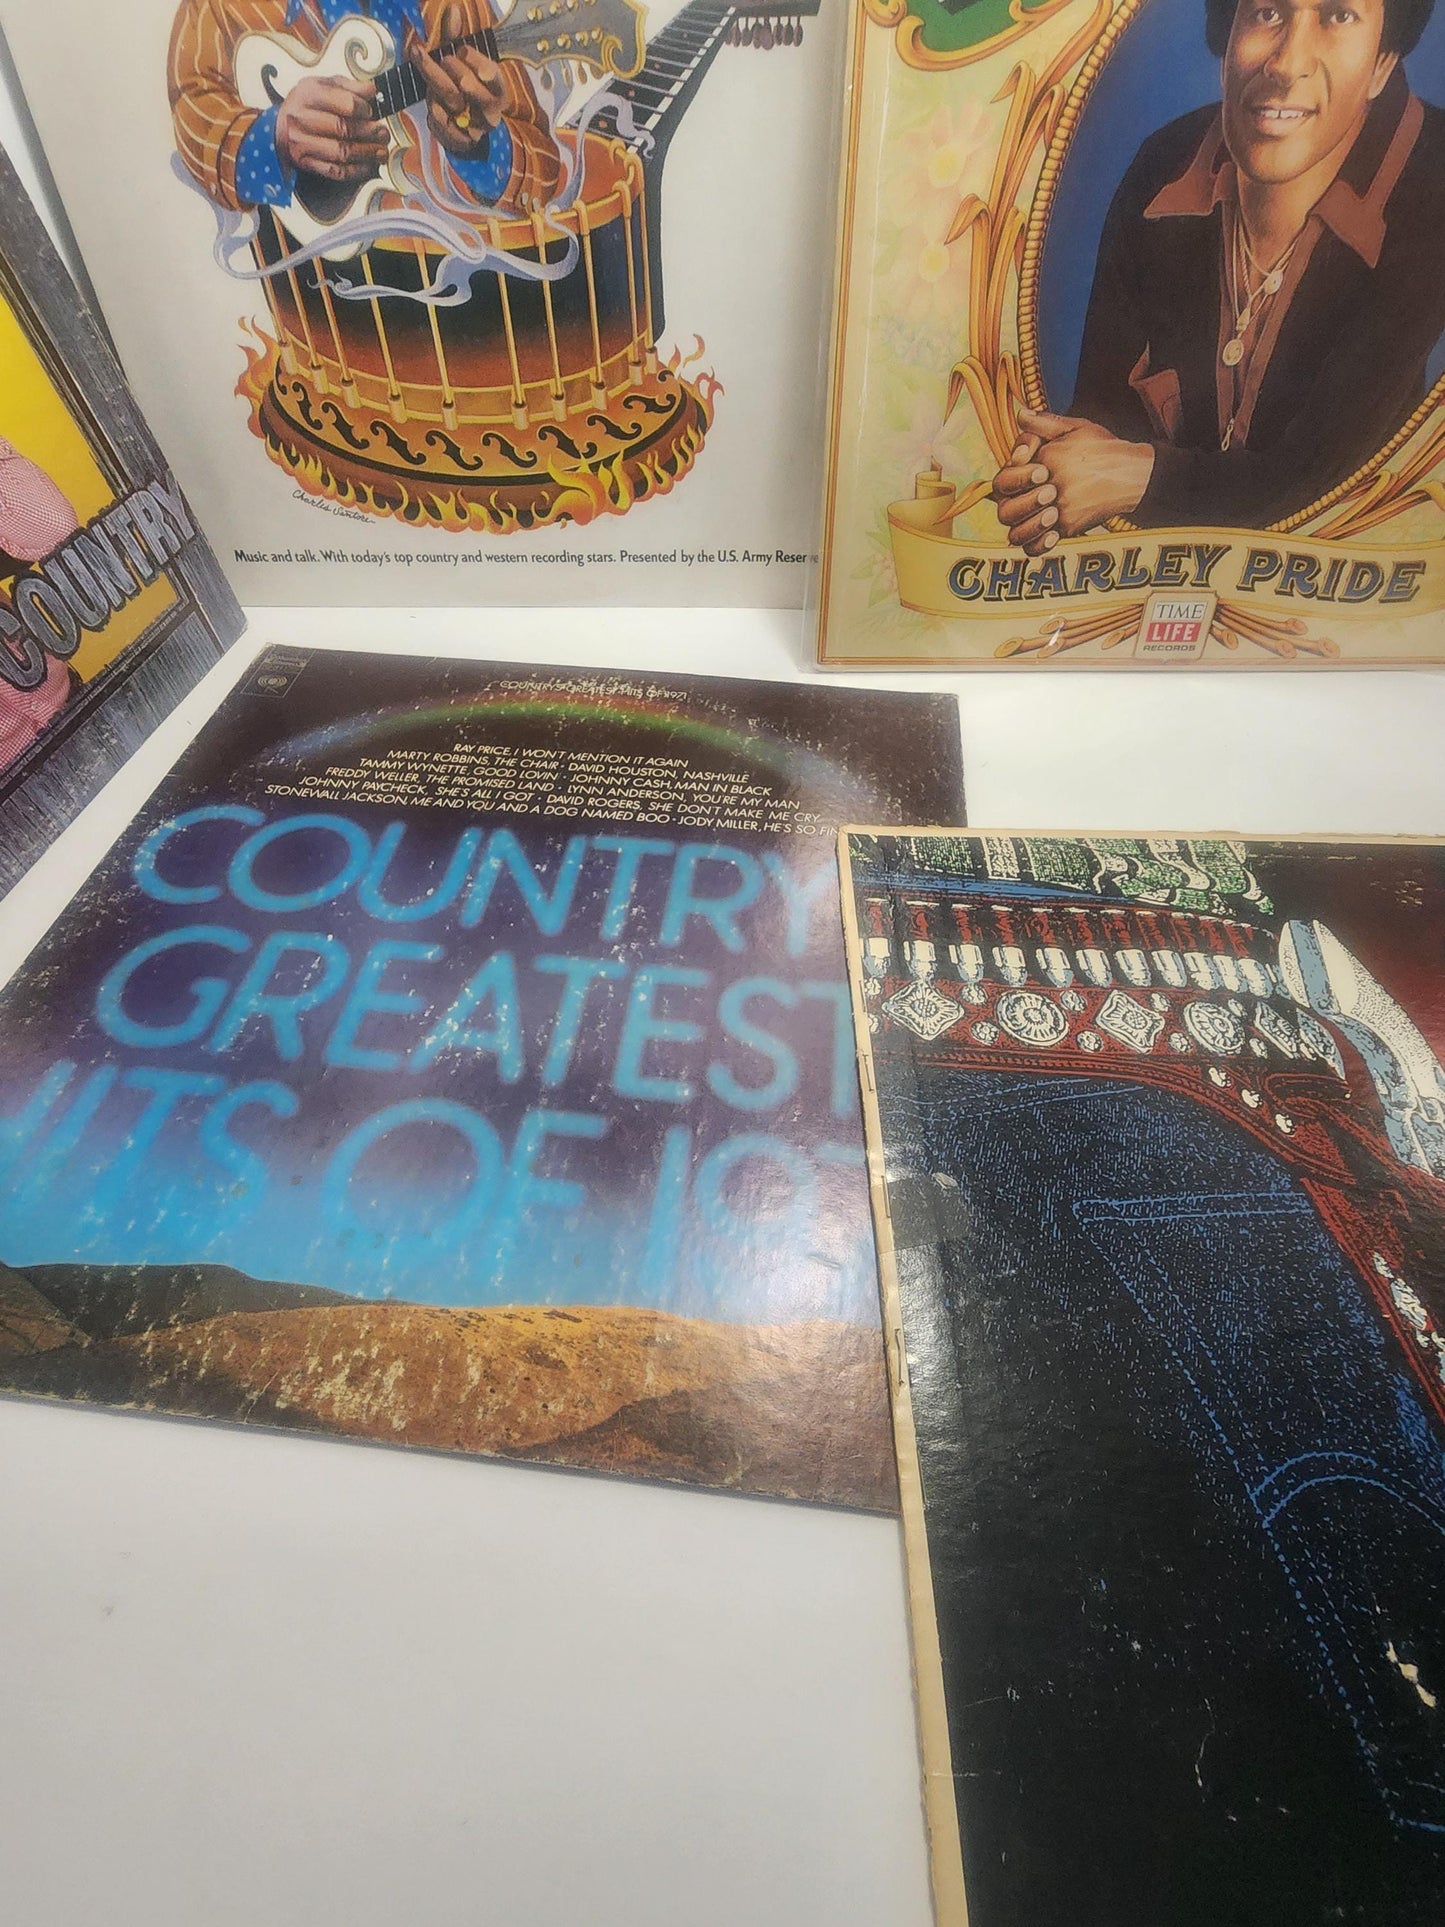 Charles Santore
Music and talk. With today's top country and western recording stars. Presented by the U.S. Army Reserve
CHARLEY PRIDE
TIME
LIFE
RECORDS
COUNTRY
COUNTRY'S GREATEST HITS OF 1971
RAY PRICE, I WON'T MENTION IT AGAIN
MARTY ROBBINS, THE CHAIR • DAVID HOUSTON, NASHVILLE
TAMMY WYNETTE, GOOD LOVIN' • JOHNNY CASH, MAN IN BLACK
FREDDY WELLER, THE PROMISED LAND • LYNN ANDERSON, YOU'RE MY MAN
JOHNNY PAYCHECK, SHE'S ALL I GOT • DAVID ROGERS, SHE DON'T MAKE ME CRY
STONEWALL JACKSON, ME AND YOU AND A DOG NAMED BOO • JODY MILLER, HE'S SO FIN
COUNTRY
GREATEST
HITS OF 197